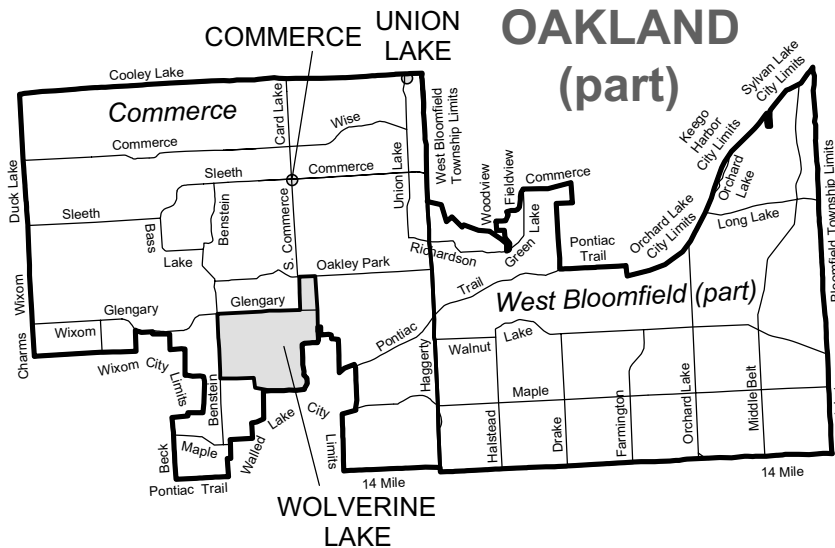 OAKLAND
(part)
UNION
LAKE
COMMERCE
Cooley Lake
Commerce
Card Lake
Wise
Commerce
Sleeth
Commerce
Union Lake
West Bloomfield
Township Limits
Woodview
Fieldview
Commerce
Green
Lake
Richardson
Pontiac
Trail
Orchard Lake
City Limits
Keego
Harbor
City Limits
Sylvan Lake
City Limits
Orchard
Lake
Long Lake
Bloomfield Township Limits
Duck Lake
Sleeth
Bass
Lake
Benstein
S. Commerce
Oakley Park
Wixom
Charms
Glengary
Glengary
Wixom
Wixom
City
Limits
Pontiac
Trail
West Bloomfield (part)
Walnut
Lake
Haggerty
Maple
Halstead
Drake
Farmington
Orchard Lake
Middle Belt
Benstein
Beck
Maple
Walled
Lake
City
Limits
Pontiac Trail
14 Mile
14 Mile
WOLVERINE
LAKE